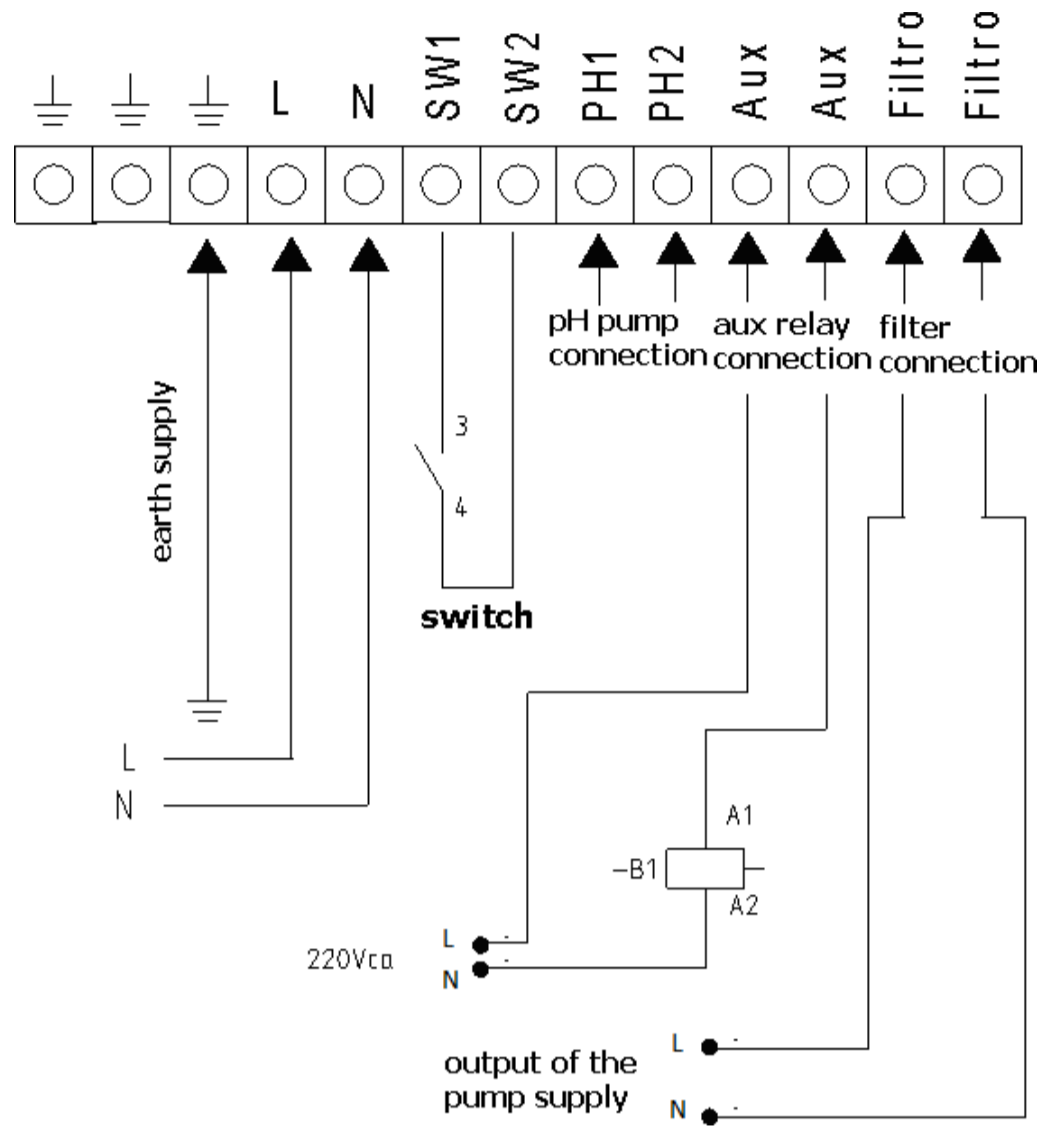 L
N
SW1
SW2
PH1
PH2
Aux
Aux
Filtro
Filtro
pH pump
connection
aux relay
connection
filter
connection
earth supply
3
4
switch
L
N
A1
-B1
A2
220Vca
L
N
output of the
pump supply
L
N